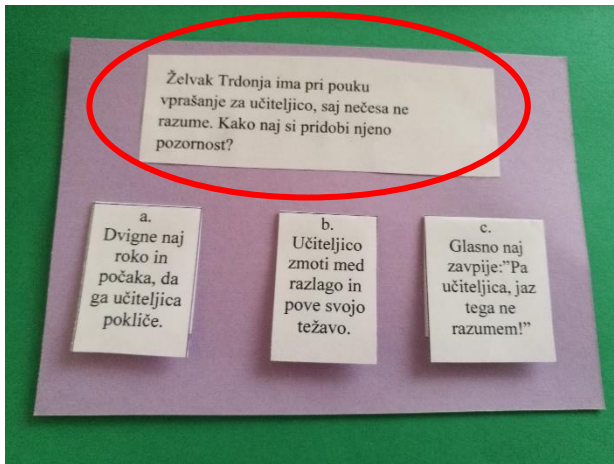 Želvak Trdonja ima pri pouku
vprašanje za učiteljico, saj nečesa ne
razume. Kako naj si pridobi njeno
pozornost?
a.
Dvigne naj
roko in
počaka, da
ga učiteljica
pokliče.
b.
Učiteljico
zmoti med
razlago in
pove svojo
težavo.
c.
Glasno naj
zavpije:”Pa
učiteljica, jaz
tega ne
razumem!”